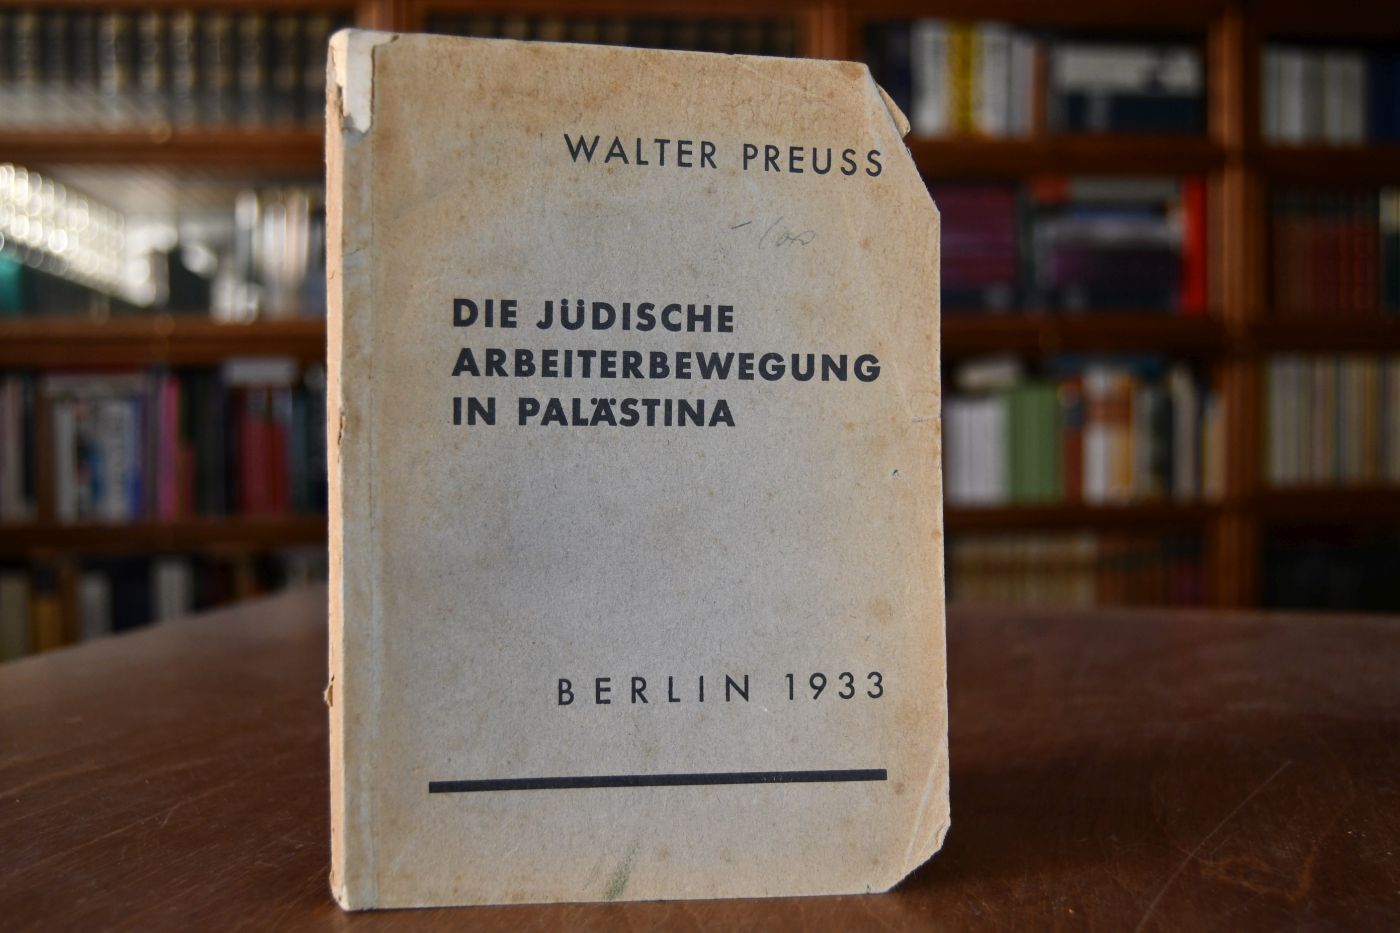 WALTER PREUSS
DIE JÜDISCHE
ARBEITERBEWEGUNG
IN PALÄSTINA
BERLIN 1933